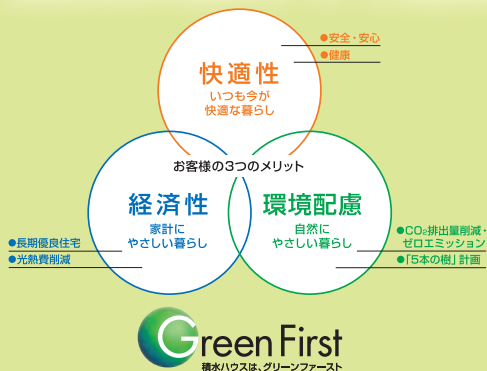 ●安全・安心
●健康
快適性
いつも今が
快適な暮らし
お客様の3つのメリット
経済性
家計に
やさしい暮らし
●長期優良住宅
●光熱費削減
環境配慮
自然に
やさしい暮らし
●CO₂排出量削減・
ゼロエミッション
●「5本の樹」計画
Green First
積水ハウスは、グリーンファースト